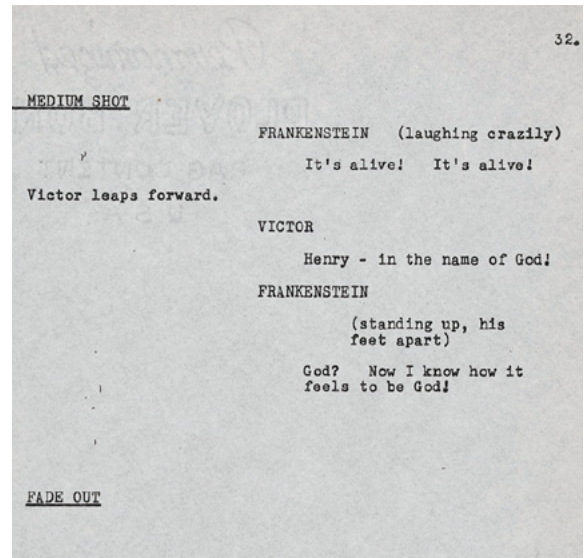 32.
MEDIUM SHOT
FRANKENSTEIN (laughing crazily)
It's alive! It's alive!
Victor leaps forward.
VICTOR
Henry - in the name of God!
FRANKENSTEIN
(standing up, his
feet apart)
God? Now I know how it
feels to be God!
FADE OUT